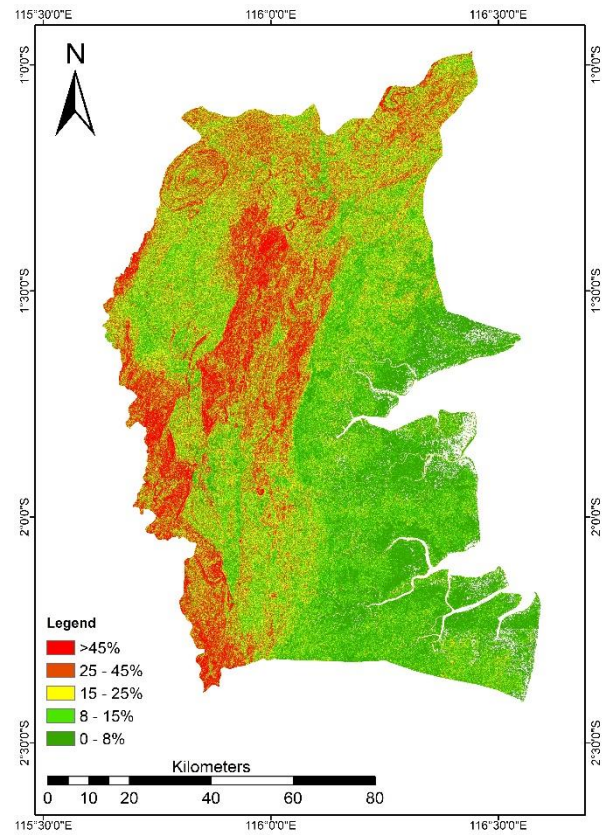 115°30'0"E 116°0'0"E 116°30'0"E
N
1°0'0"S 1°0'0"S
1°30'0"S 1°30'0"S
2°0'0"S 2°0'0"S
Legend
>45%
25 - 45%
15 - 25%
8 - 15%
0 - 8%
2°30'0"S 2°30'0"S
Kilometers
0 10 20 40 60 80
115°30'0"E 116°0'0"E 116°30'0"E